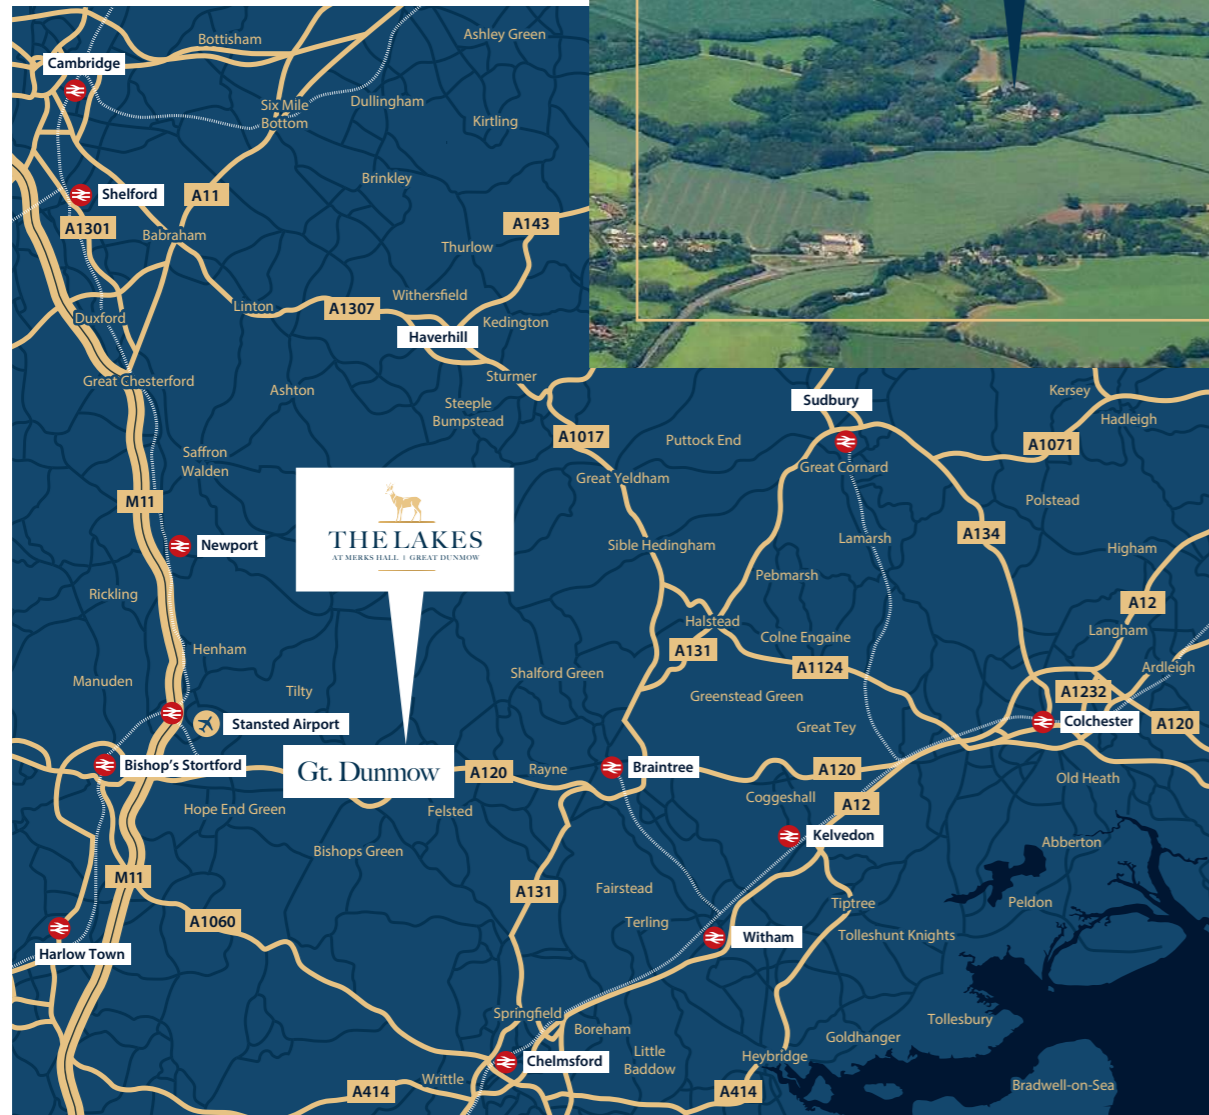 Bottisham
Ashley Green
Cambridge
Six Mile
Bottom
Dullingham
Kirtling
Brinkley
Shelford
A11
A1301
Babraham
A143
Thurlow
Withersfield
Linton
A1307
Duxford
Kedington
Haverhill
Great Chesterford
Ashton
Sturmer
Steeple
Bumpstead
Sudbury
Kersey
Hadleigh
A1017
Puttock End
A1071
Saffron
Walden
Great Yeldham
Great Cornard
M11
Polstead
THE LAKES
AT MERKS HALL | GREAT DUNMOW
A134
Newport
Sible Hedingham
Lamarsh
Higham
Rickling
Pebmarsh
A12
Halstead
Colne Engaine
Langham
Henham
A131
A1124
Ardleigh
Manuden
Tilty
Shalford Green
Greenstead Green
A1232
Stansted Airport
Great Tey
Colchester
A120
Bishop's Stortford
Gt. Dunmow
A120
Rayne
Braintree
A120
Old Heath
Hope End Green
Felsted
Coggeshall
A12
Kelvedon
Abberton
Bishops Green
M11
A131
Fairstead
Tiptree
Peldon
A1060
Terling
Witham
Tolleshunt Knights
Harlow Town
Springfield
Boreham
Tollesbury
Goldhanger
Chelmsford
Little
Baddow
Heybridge
Writtle
A414
A414
Bradwell-on-Sea